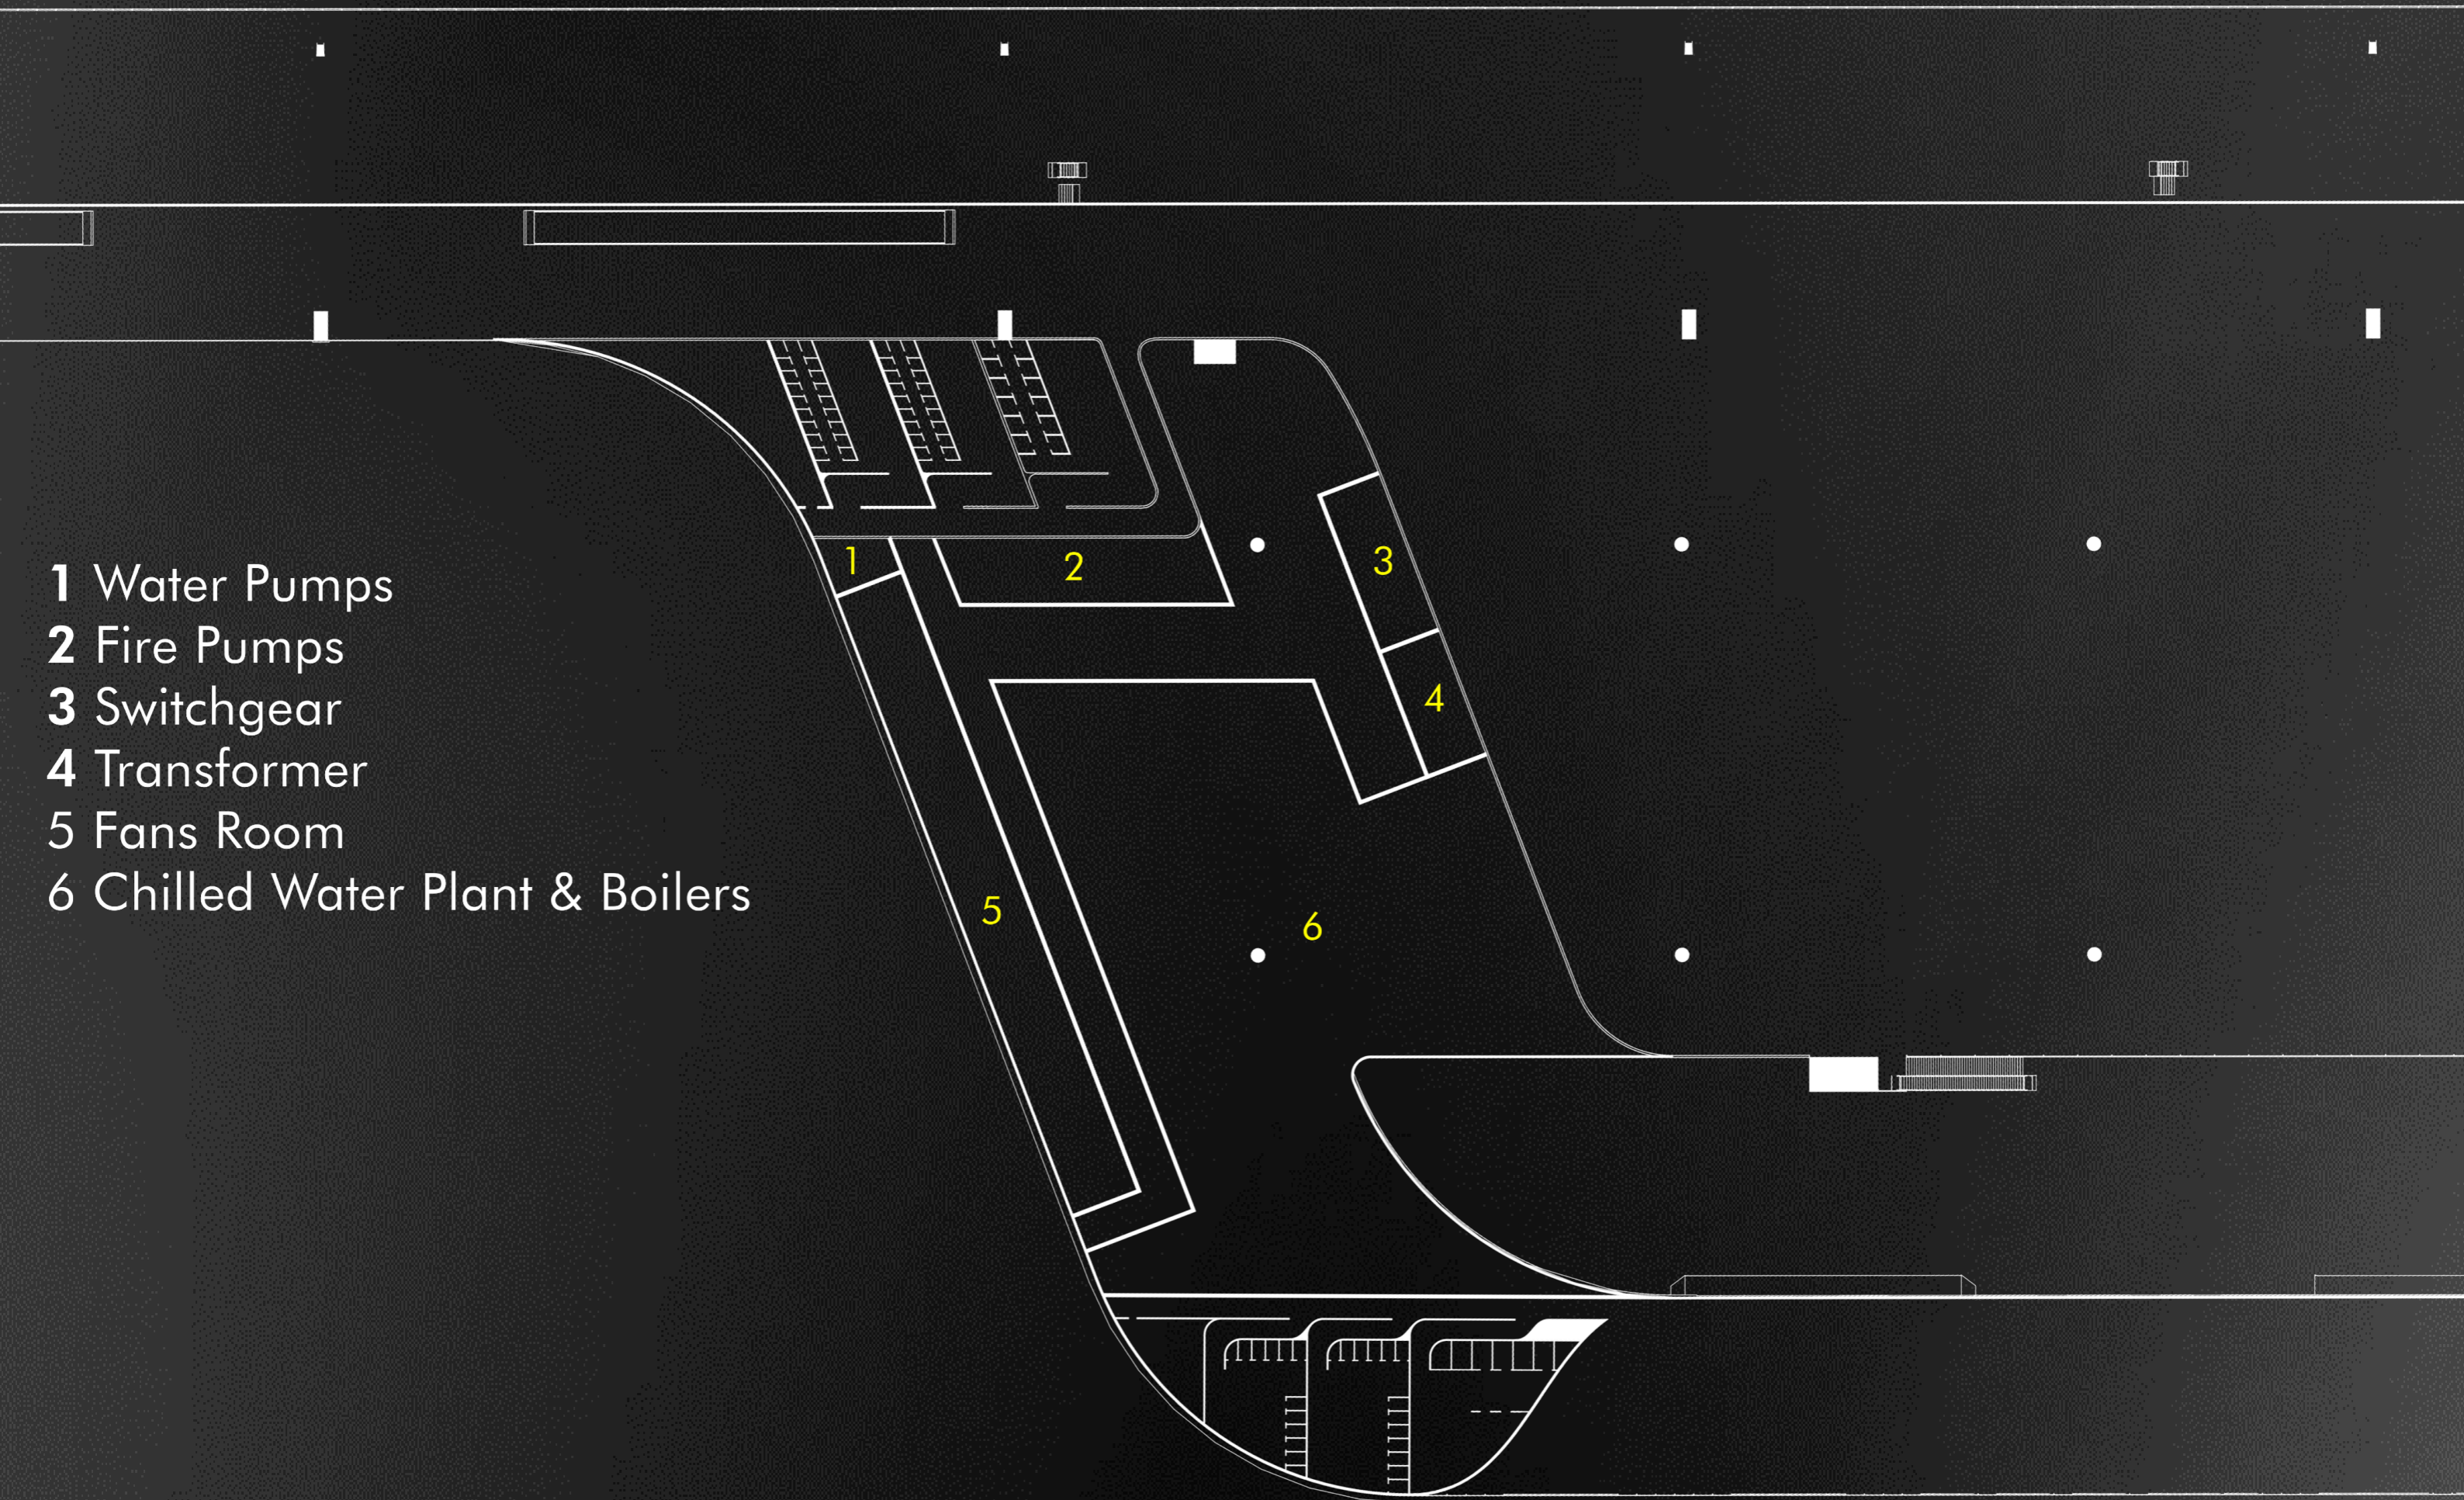 1 Water Pumps
2 Fire Pumps
3 Switchgear
4 Transformer
5 Fans Room
6 Chilled Water Plant & Boilers
1
2
3
4
5
6